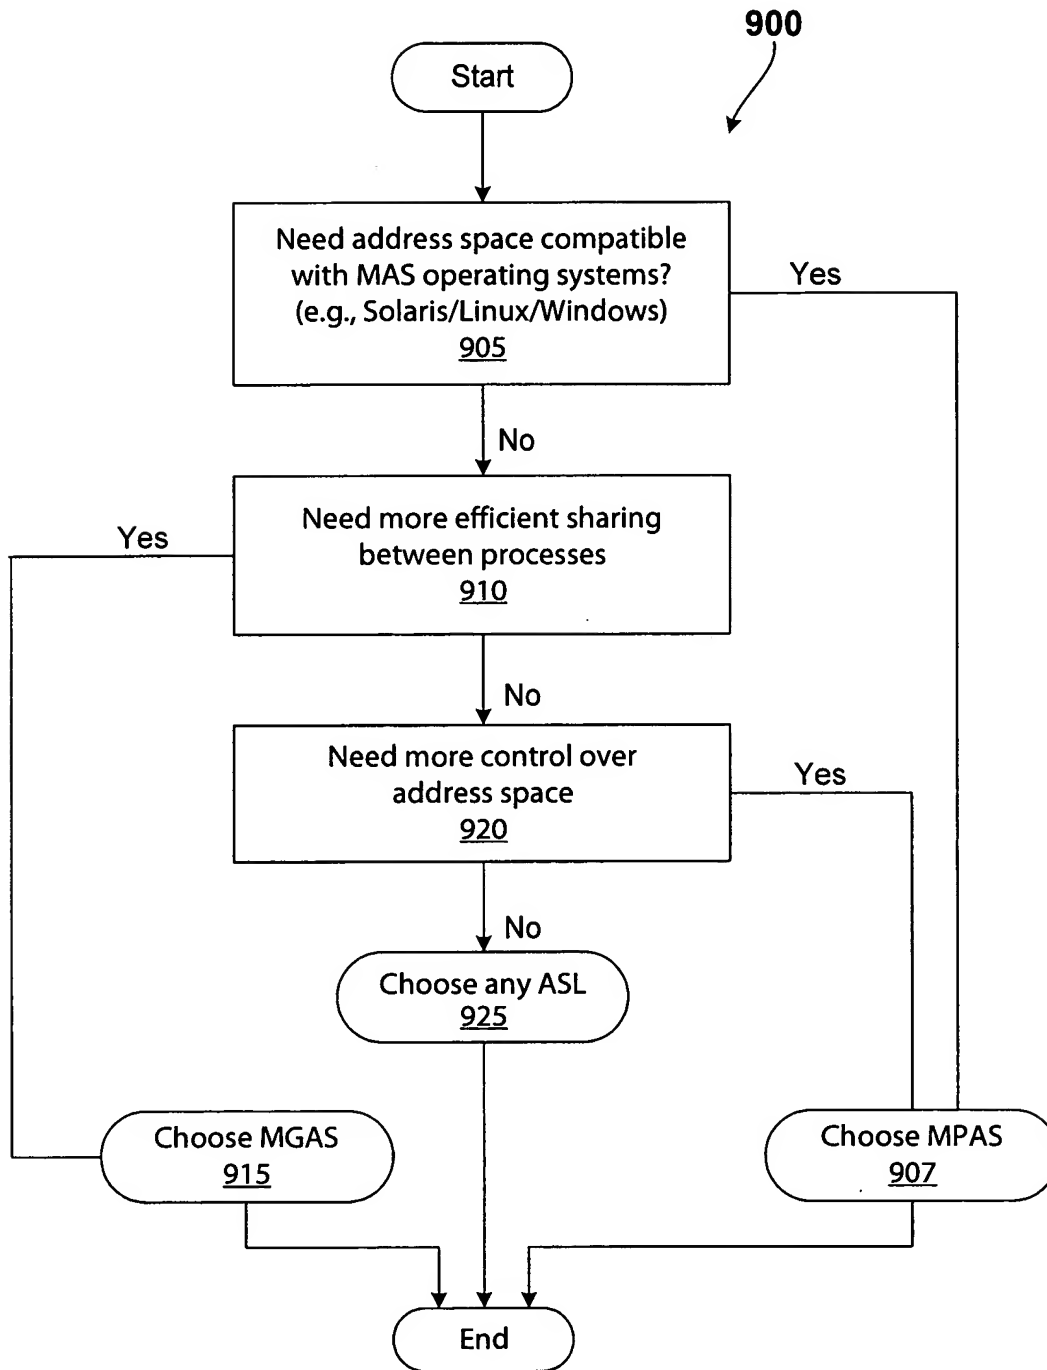 900
Start
Need address space compatible
with MAS operating systems?
(e.g., Solaris/Linux/Windows)
905
Yes
No
Need more efficient sharing
between processes
910
Yes
No
Need more control over
address space
920
Yes
No
Choose any ASL
925
Choose MGAS
915
Choose MPAS
907
End